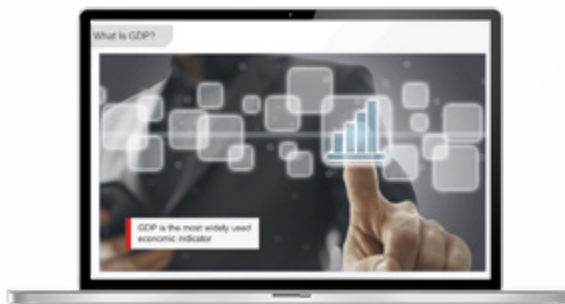 What Is GDP?
GDP is the most widely used
economic indicator